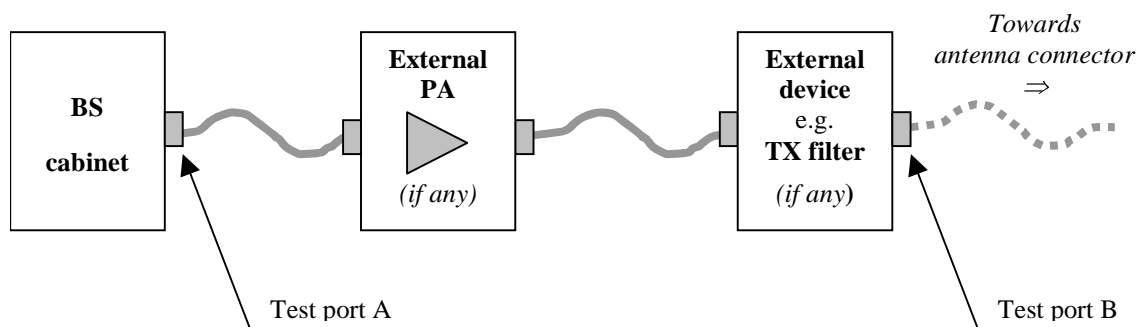 BS
cabinet
External
PA
(if any)
External
device
e.g.
TX filter
(if any)
Towards
antenna connector
⇒
Test port A
Test port B